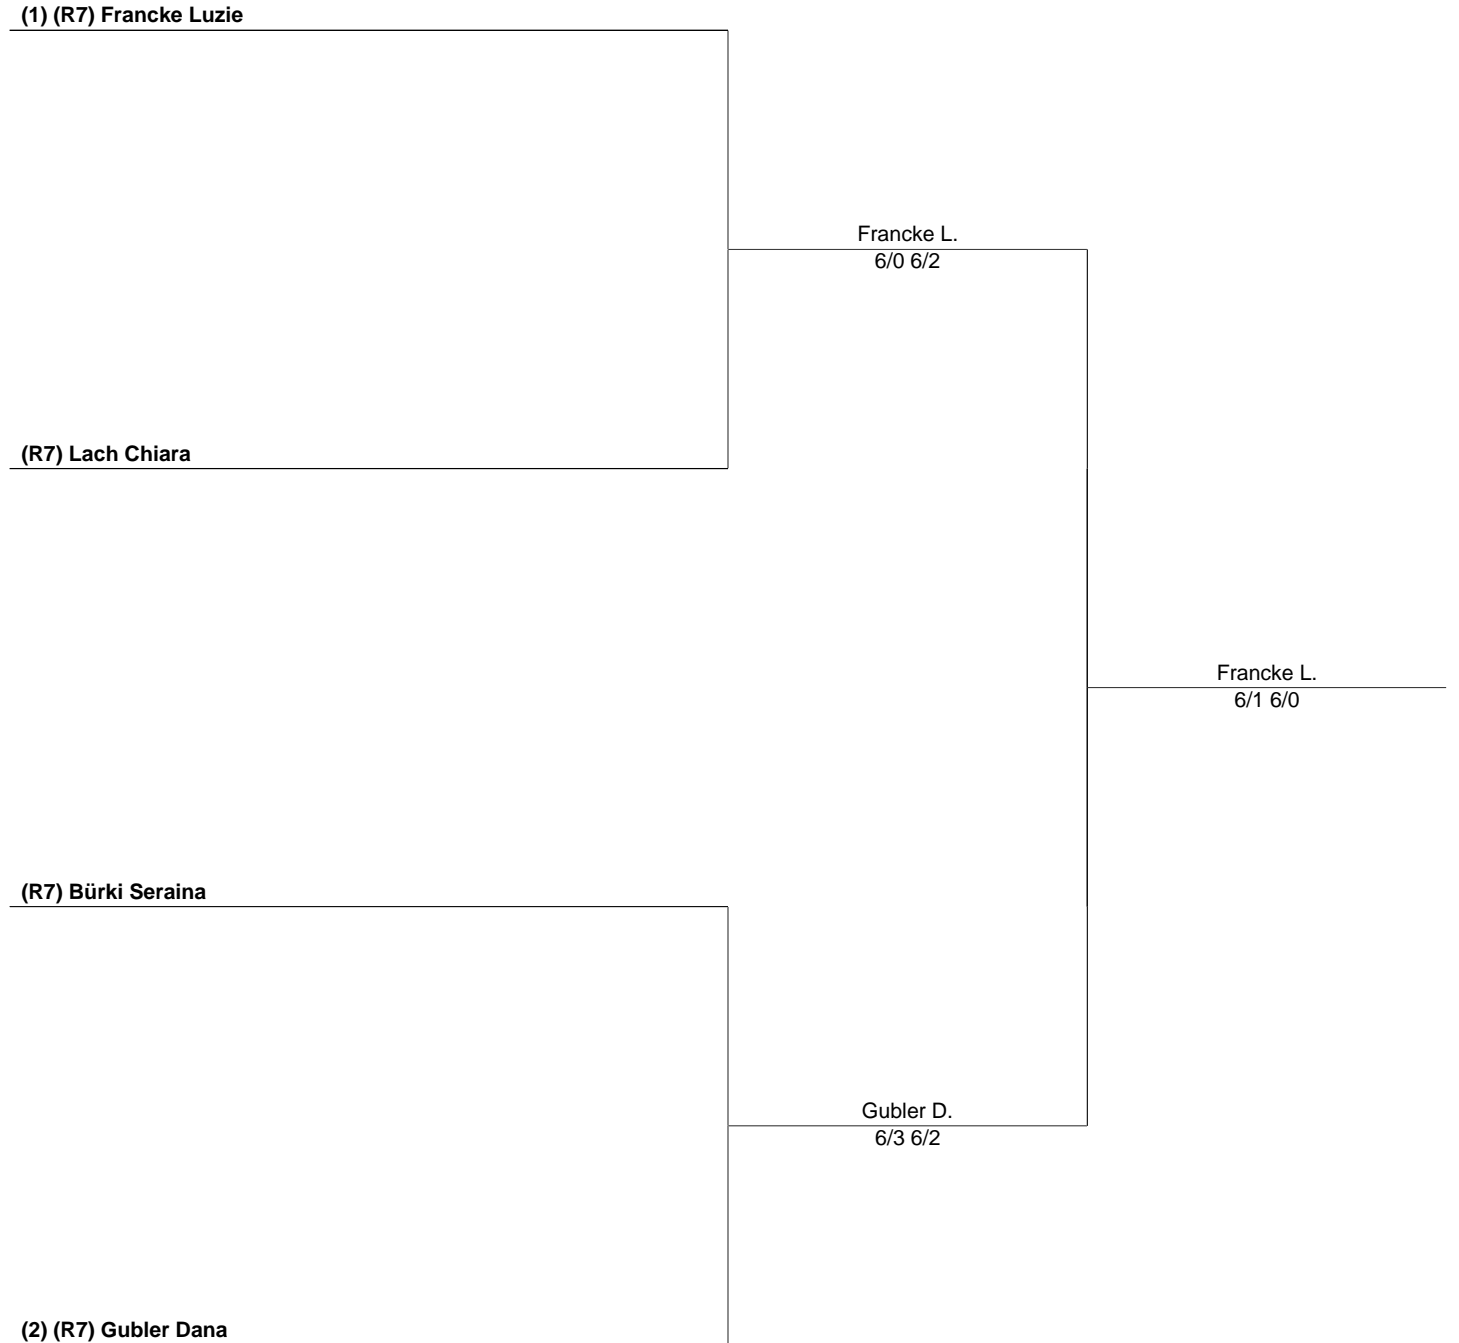 (1) (R7) Francke Luzie
Francke L.
6/0 6/2
(R7) Lach Chiara
Francke L.
6/1 6/0
(R7) Bürki Seraina
Gubler D.
6/3 6/2
(2) (R7) Gubler Dana